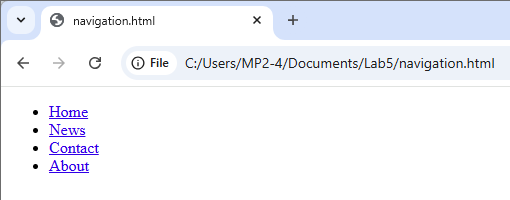 navigation.html
File C:/Users/MP2-4/Documents/Lab5/navigation.html
Home
News
Contact
About